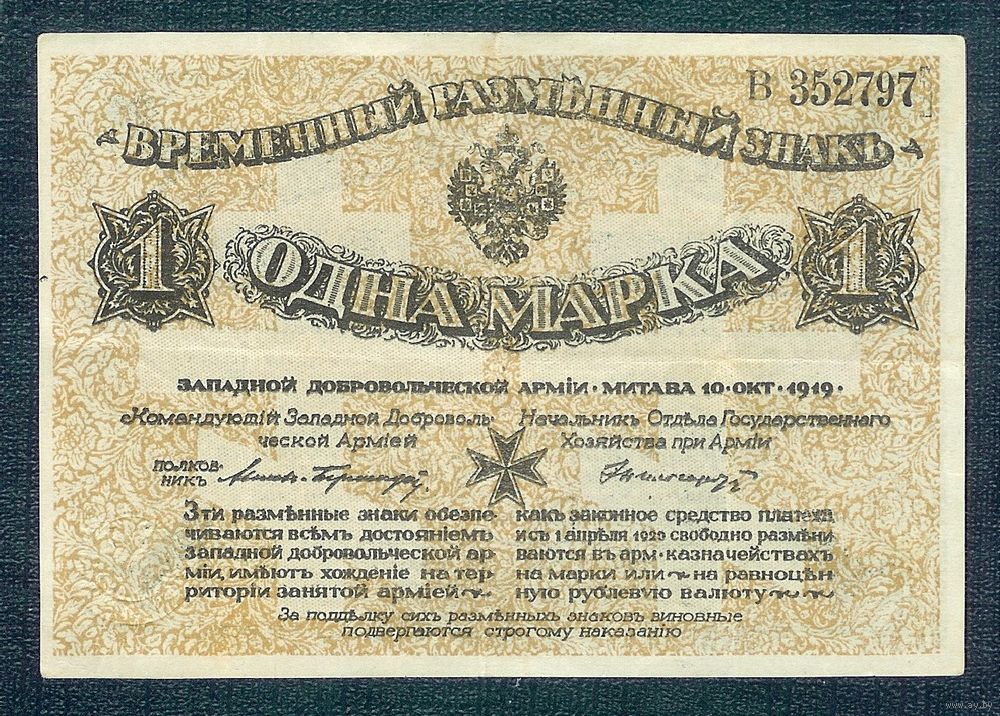 В 352797
ВРЕМЕННЫЙ РАЗМѢННЫЙ ЗНАКЪ
1 1
ОДНА МАРКА
ЗАПАДНОЙ ДОБРОВОЛЬЧЕСКОЙ АРМІИ · МИТАВА 10 · ОКТ · 1919 ·
Командующій Западной Доброволь-
ческой Арміей
ПОЛКОВ-
НИКЪ
Начальникъ Отдѣла Государственнаго
Хозяйства при Арміи
Эти размѣнные знаки обезпе-
чиваются всѣмъ достояніемъ
Западной добровольческой ар-
міи, имѣютъ хожденіе на тер-
риторіи занятой арміей
какъ законное средство платежа
и съ 1 апрѣля 1920 свободно размѣни
ваются въ арм · казначействахъ
на марки или на равноцѣн-
ную рублевую валюту
За поддѣлку сихъ размѣнныхъ знаковъ виновные
подвергаются строгому наказанію
www.ay.by